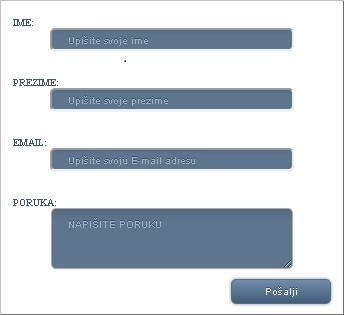 IME:
Upišite svoje ime
PREZIME:
Upišite svoje prezime
EMAIL:
Upišite svoju E-mail adresu
PORUKA:
NAPIŠITE PORUKU
Pošalji